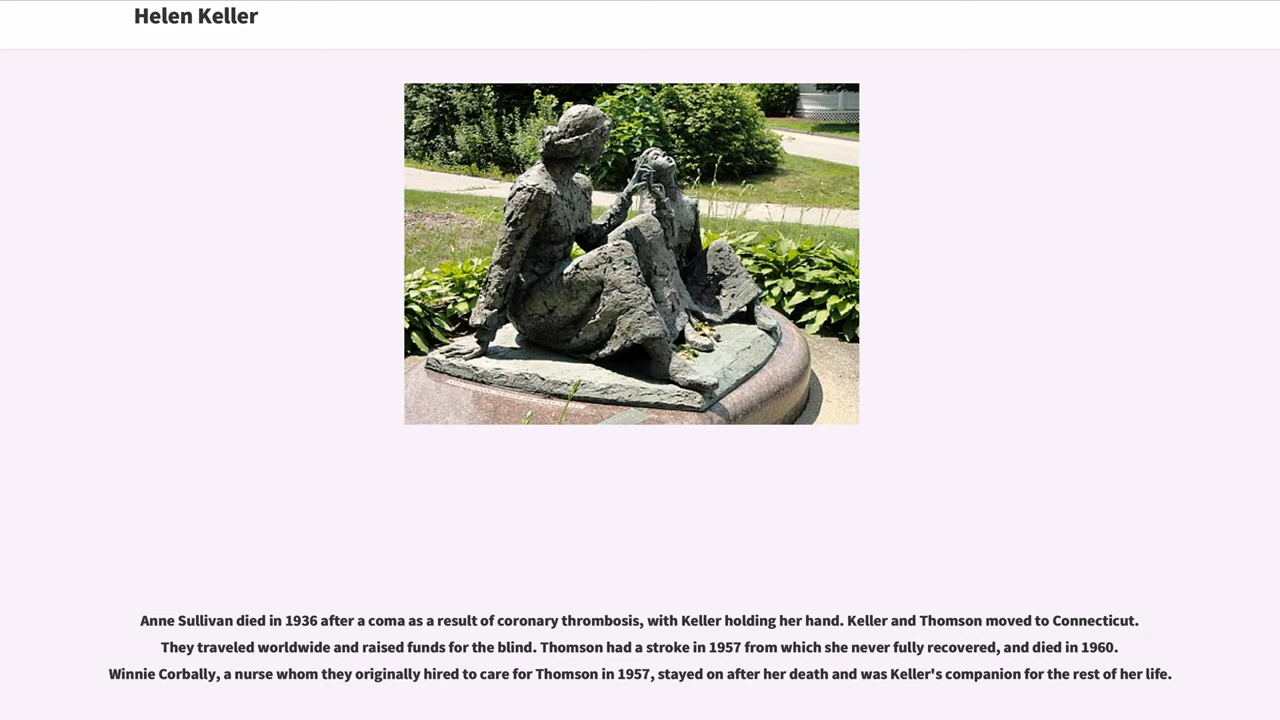 Helen Keller
Anne Sullivan died in 1936 after a coma as a result of coronary thrombosis, with Keller holding her hand. Keller and Thomson moved to Connecticut.
They traveled worldwide and raised funds for the blind. Thomson had a stroke in 1957 from which she never fully recovered, and died in 1960.
Winnie Corbally, a nurse whom they originally hired to care for Thomson in 1957, stayed on after her death and was Keller's companion for the rest of her life.